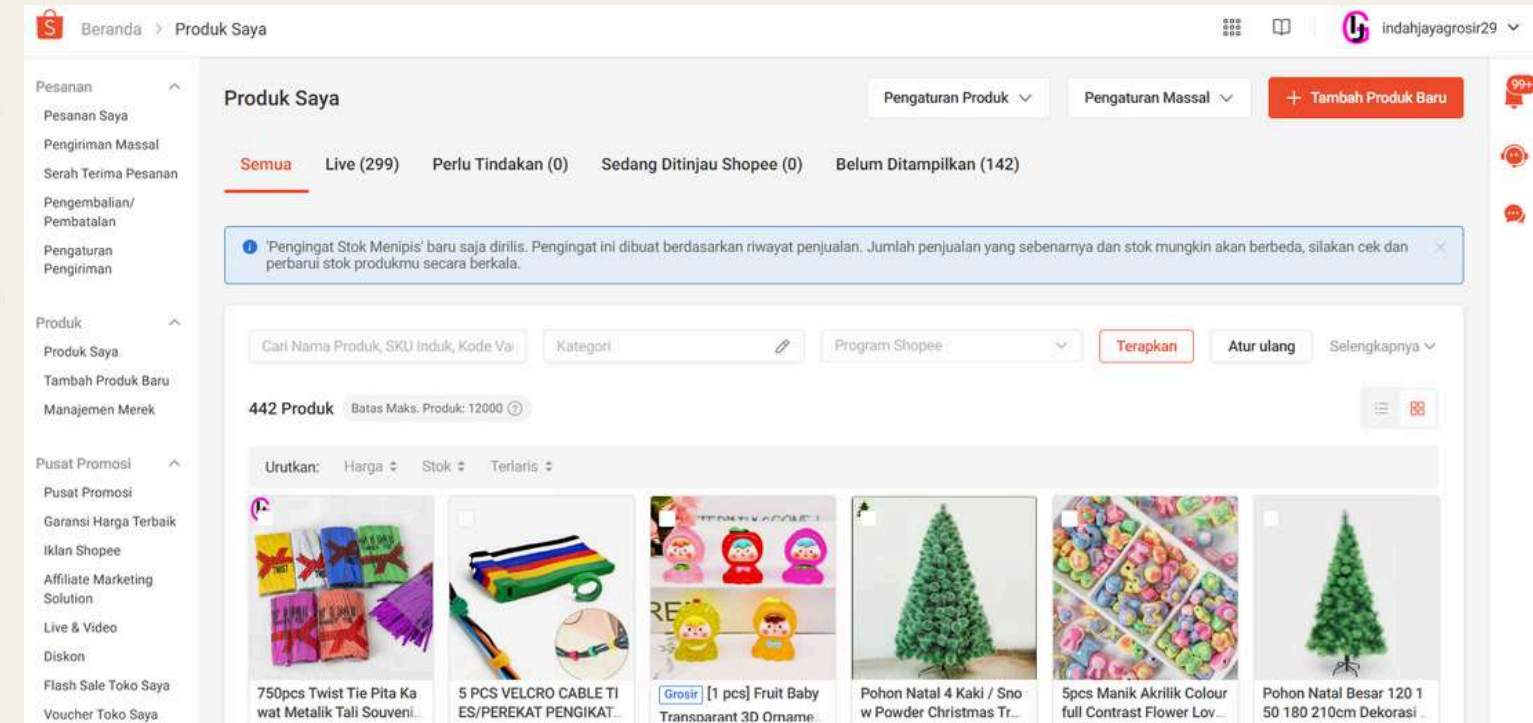 Beranda > Produk Saya
indahjayagrosir29
Pesanan
Pesanan Saya
Pengiriman Massal
Serah Terima Pesanan
Pengembalian/
Pembatalan
Pengaturan
Pengiriman
Produk
Produk Saya
Tambah Produk Baru
Manajemen Merek
Pusat Promosi
Pusat Promosi
Garansi Harga Terbaik
Iklan Shopee
Affiliate Marketing
Solution
Live & Video
Diskon
Flash Sale Toko Saya
Voucher Toko Saya
Produk Saya
Pengaturan Produk
Pengaturan Massal
+ Tambah Produk Baru
99+
Semua
Live (299)
Perlu Tindakan (0)
Sedang Ditinjau Shopee (0)
Belum Ditampilkan (142)
'Pengingat Stok Menipis' baru saja dirilis. Pengingat ini dibuat berdasarkan riwayat penjualan. Jumlah penjualan yang sebenarnya dan stok mungkin akan berbeda, silakan cek dan
perbarui stok produkmu secara berkala.
Cari Nama Produk, SKU Induk, Kode Va
Kategori
Program Shopee
Terapkan
Atur ulang
Selengkapnya
442 Produk
Batas Maks. Produk: 12000
Urutkan:
Harga
Stok
Terlaris
750pcs Twist Tie Pita Ka
wat Metalik Tali Souveni...
5 PCS VELCRO CABLE TI
ES/PEREKAT PENGIKAT...
Grosir [1 pcs] Fruit Baby
Transparant 3D Orname...
Pohon Natal 4 Kaki / Sno
w Powder Christmas Tr...
5pcs Manik Akrilik Colour
full Contrast Flower Lov...
Pohon Natal Besar 120 1
50 180 210cm Dekorasi ..